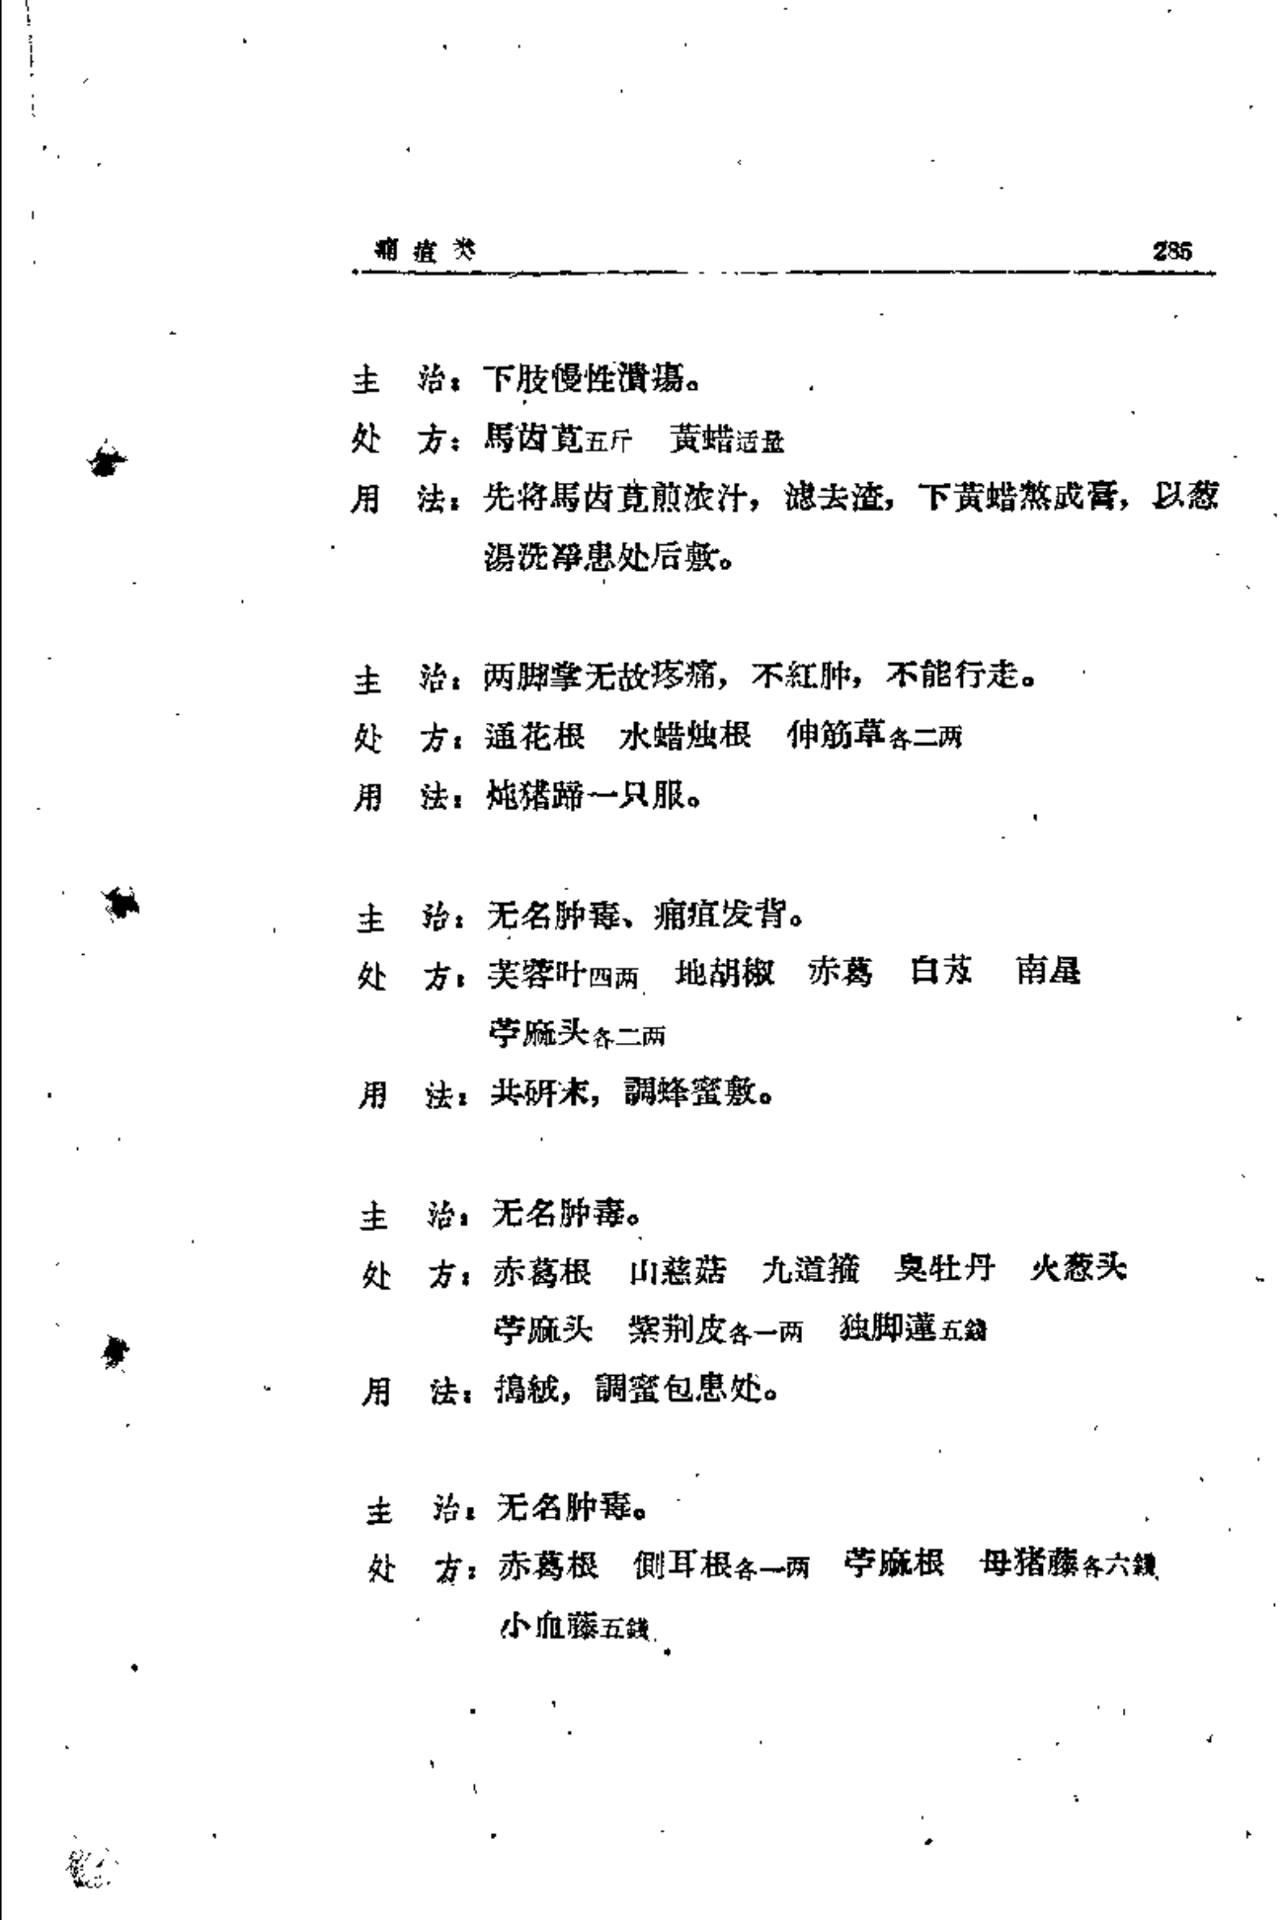 痈疽类 285
主　治：下肢慢性潰瘍。
处　方：馬齿莧五斤　黃蜡适量
用　法：先将馬齿莧煎浓汁，滤去渣，下黃蜡熬成膏，以葱
湯洗净患处后敷。
主　治：两脚掌无故疼痛，不紅肿，不能行走。
处　方：通花根　水蜡烛根　伸筋草各二两
用　法：炖猪蹄一只服。
主　治：无名肿毒、痈疽发背。
处　方：芙蓉叶四两　地胡椒　赤葛　白芨　南星
苧麻头各二两
用　法：共研末，調蜂蜜敷。
主　治：无名肿毒。
处　方：赤葛根　山慈菇　九道箍　臭牡丹　火葱头
苧麻头　紫荆皮各一两　独脚蓮五錢
用　法：搗絨，調蜜包患处。
主　治：无名肿毒。
处　方：赤葛根　側耳根各一两　苧麻根　母猪藤各六錢
小血藤五錢